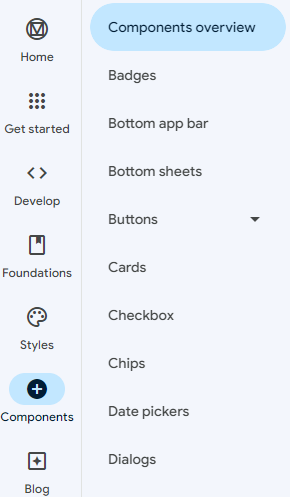 Home
Get started
Develop
Foundations
Styles
Components
Blog
Components overview
Badges
Bottom app bar
Bottom sheets
Buttons
Cards
Checkbox
Chips
Date pickers
Dialogs